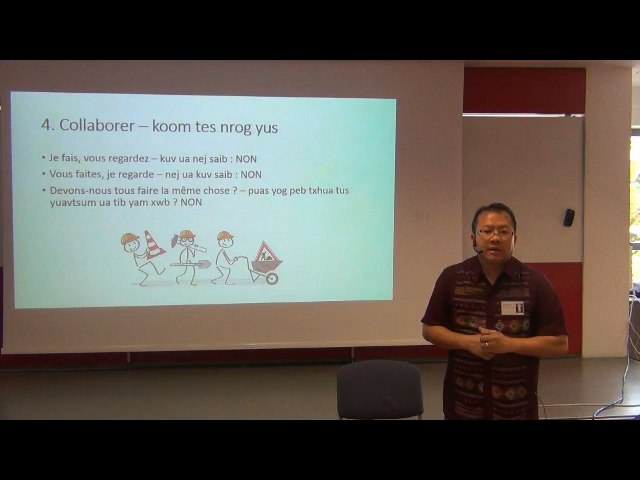 4. Collaborer – koom tes nrog yus
• Je fais, vous regardez – kuv ua nej saib : NON
• Vous faites, je regarde – nej ua kuv saib : NON
• Devons-nous tous faire la même chose ? – puas yog peb txhua tus
yuavtsum ua tib yam xwb ? NON